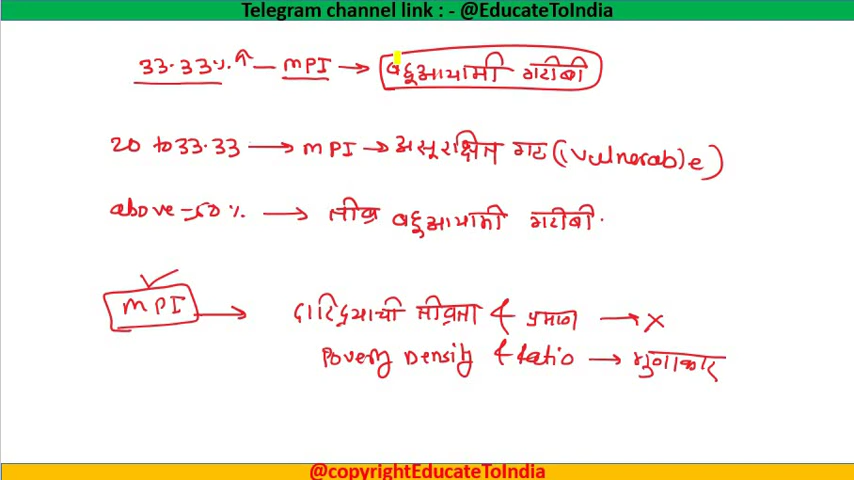 Telegram channel link : - @EducateToIndia
33.33%↑ — MPI → बहुआयामी गरीबी
20 to 33.33 → MPI → असुरक्षित गट (Vulnerable)
above - 50% → तीव्र बहुआयामी गरीबी.
MPI → दारिद्र्याची तीव्रता & प्रमाण → X
Poverty Density & Ratio → गुणाकार
@copyrightEducateToIndia